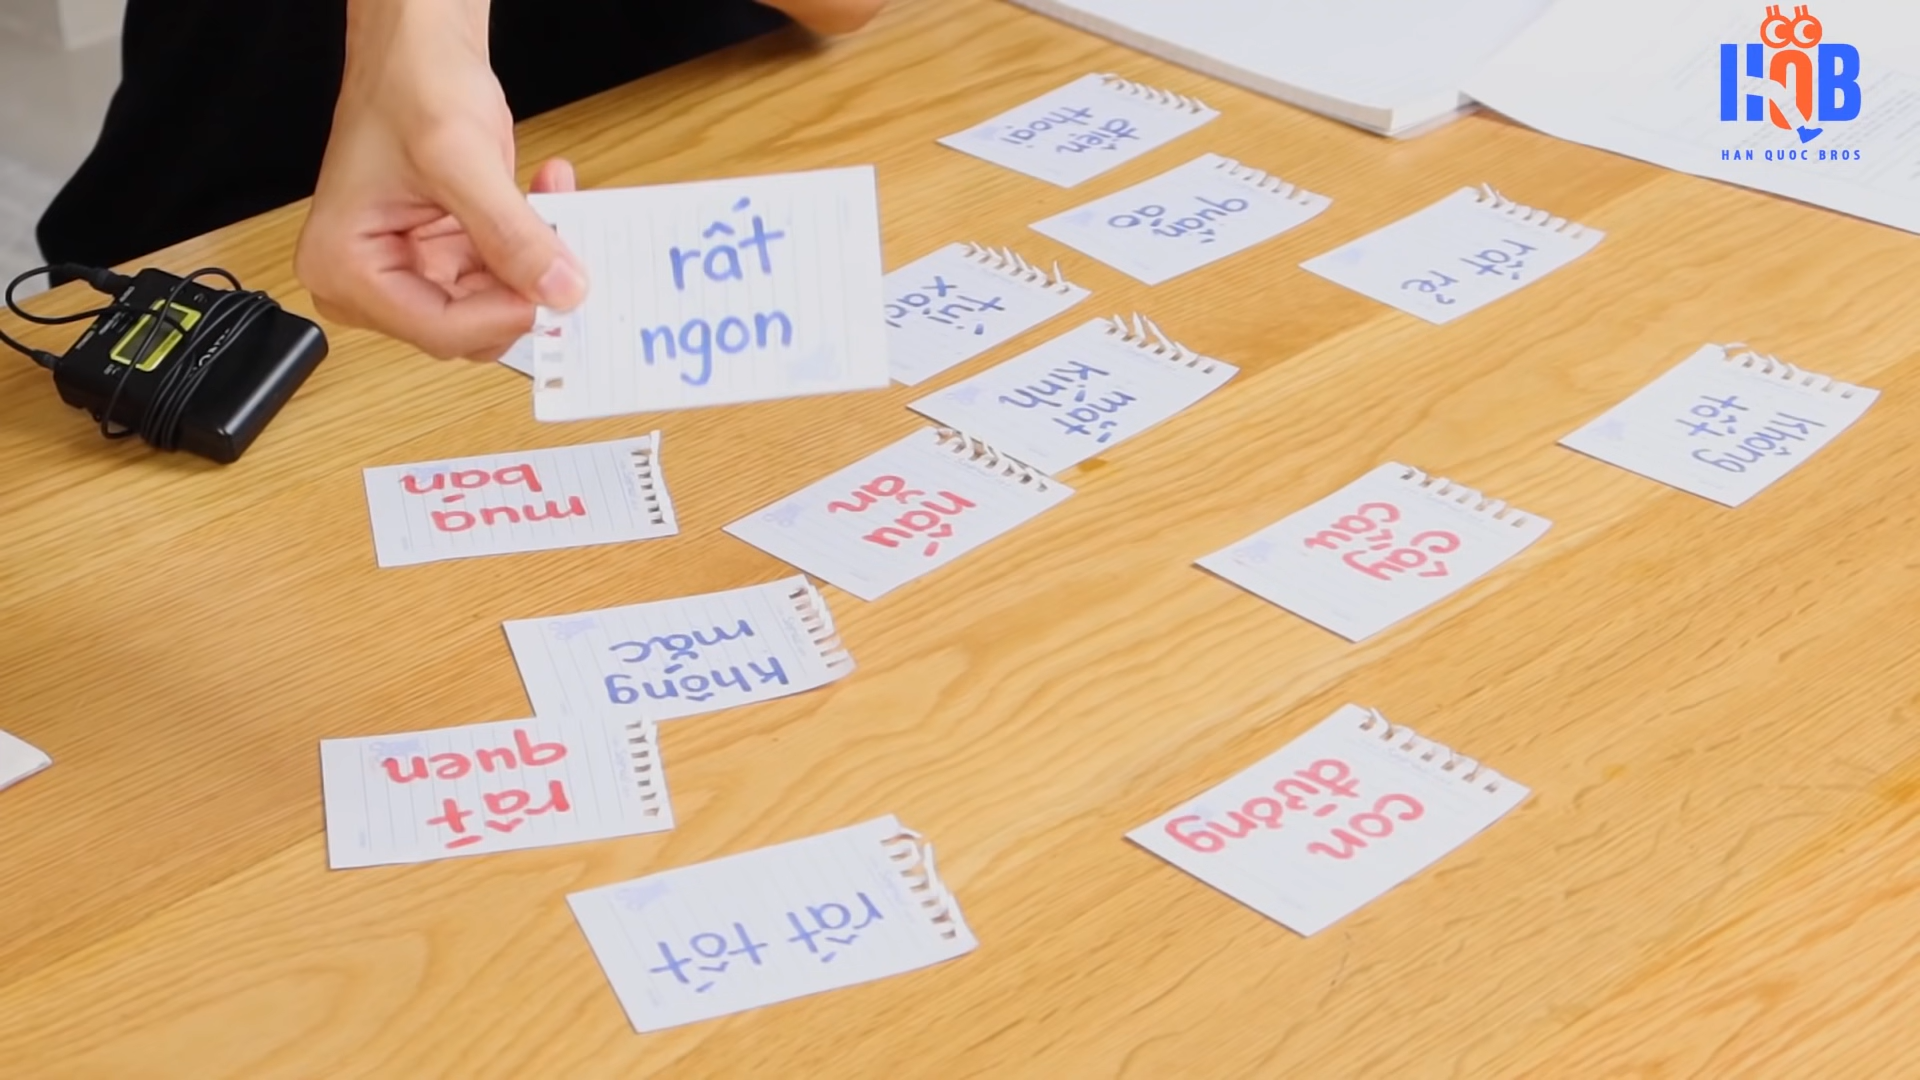 HQB
HAN QUOC BROS
điện
thoại
quần
áo
rất rẻ
rất
ngon
túi
mắt
kính
không
tốt
mua
bán
nấu
ăn
cây
cầu
không
mắc
rất
quen
con
đường
rất tốt